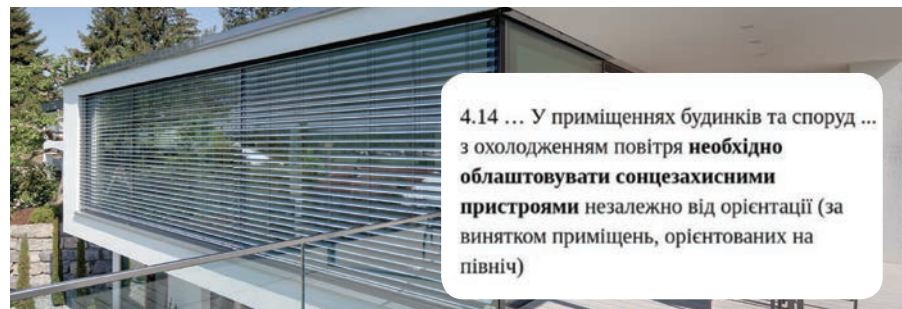 4.14 … У приміщеннях будинків та споруд ...
з охолодженням повітря необхідно
облаштовувати сонцезахисними
пристроями незалежно від орієнтації (за
винятком приміщень, орієнтованих на
північ)